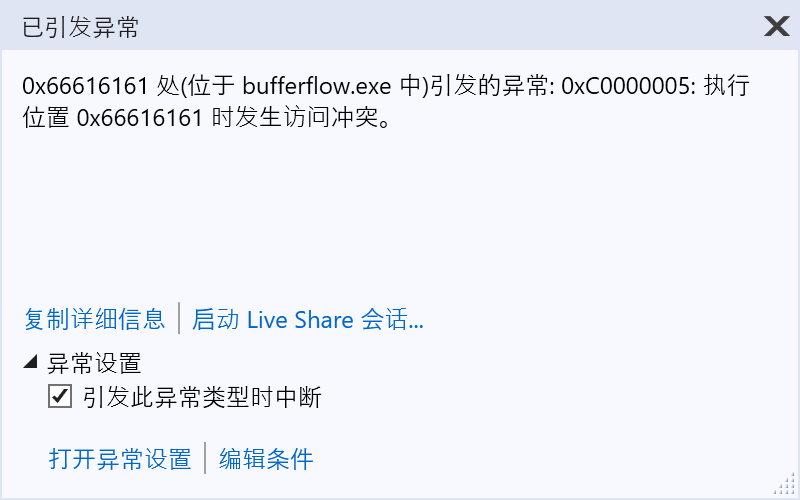 已引发异常
0x66616161 处(位于 bufferflow.exe 中)引发的异常: 0xC0000005: 执行
位置 0x66616161 时发生访问冲突。
复制详细信息 | 启动 Live Share 会话...
异常设置
引发此异常类型时中断
打开异常设置 | 编辑条件